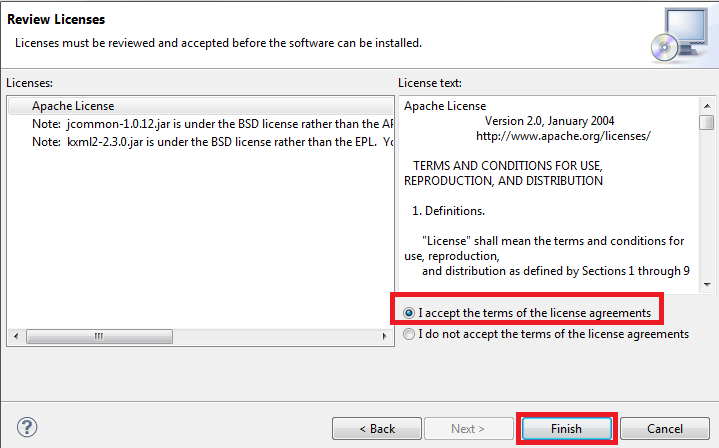 Review Licenses
Licenses must be reviewed and accepted before the software can be installed.
Licenses:
Apache License
Note: jcommon-1.0.12.jar is under the BSD license rather than the
Note: kxml2-2.3.0.jar is under the BSD license rather than the EPL.
License text:
Apache License
Version 2.0, January 2004
http://www.apache.org/licenses/
TERMS AND CONDITIONS FOR USE,
REPRODUCTION, AND DISTRIBUTION
1. Definitions.
"License" shall mean the terms and conditions for
use, reproduction,
and distribution as defined by Sections 1 through 9
I accept the terms of the license agreements
I do not accept the terms of the license agreements
?
< Back
Next >
Finish
Cancel